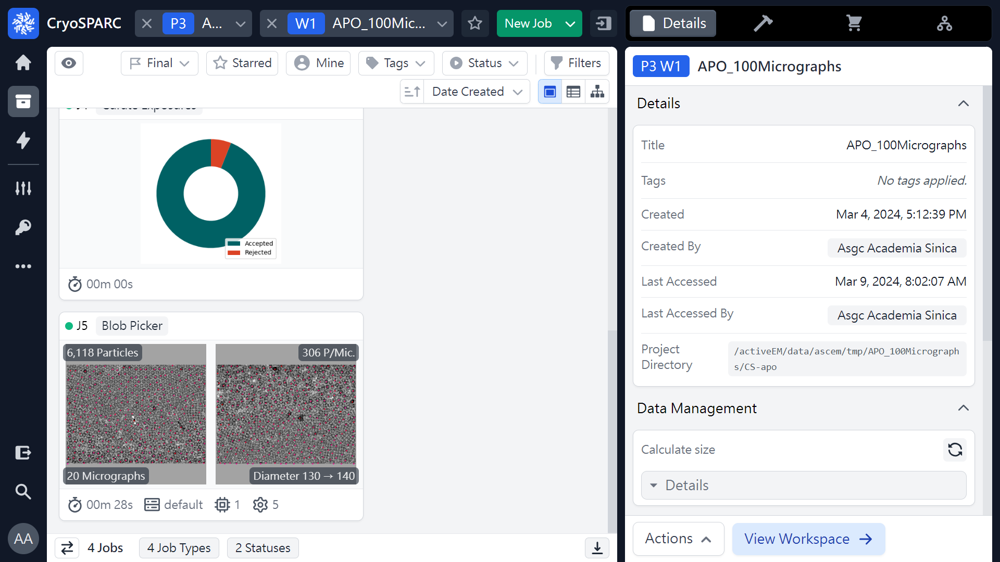 CryoSPARC
P3 A...
W1 APO_100Mic...
New Job
Details
Final
Starred
Mine
Tags
Status
Filters
Date Created
Curate Exposures
Accepted
Rejected
00m 00s
J5 Blob Picker
6,118 Particles
306 P/Mic.
20 Micrographs
Diameter 130 → 140
00m 28s default 1 5
4 Jobs 4 Job Types 2 Statuses
AA
P3 W1 APO_100Micrographs
Details
Title APO_100Micrographs
Tags No tags applied.
Created Mar 4, 2024, 5:12:39 PM
Created By Asgc Academia Sinica
Last Accessed Mar 9, 2024, 8:02:07 AM
Last Accessed By Asgc Academia Sinica
Project Directory
/activeEM/data/ascem/tmp/APO_100Micrograph
s/CS-apo
Data Management
Calculate size
Details
Actions
View Workspace →